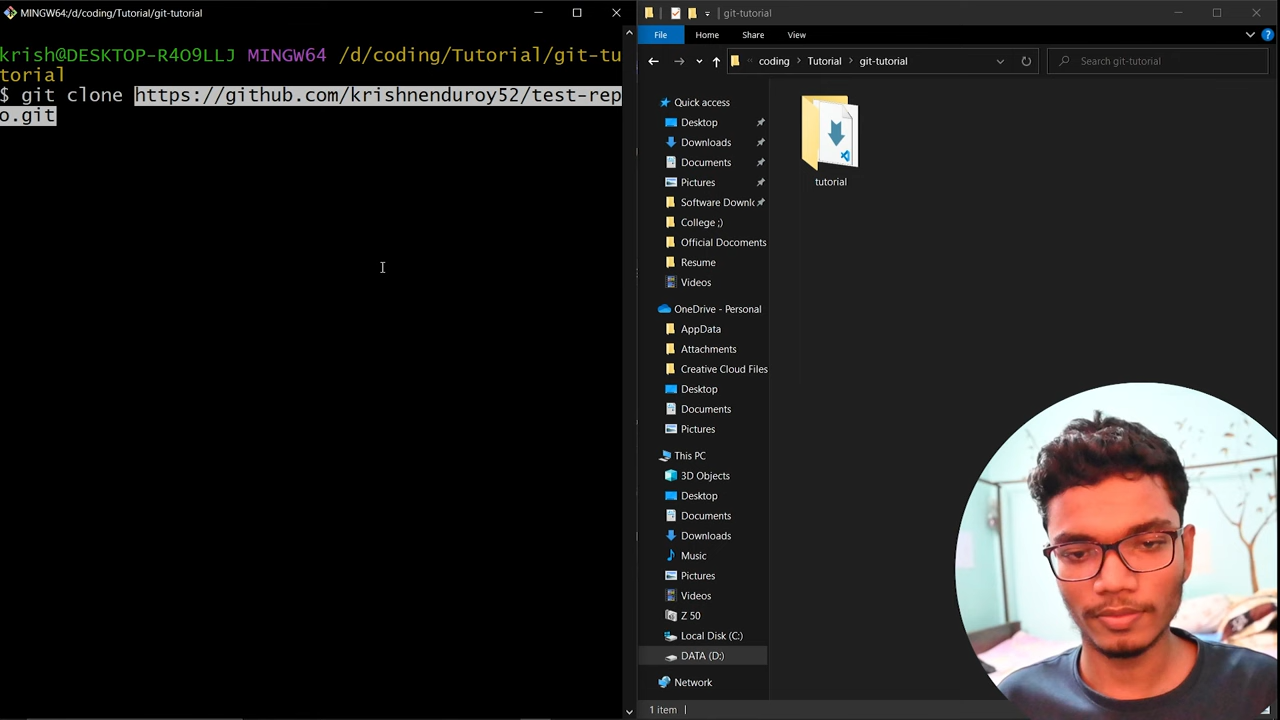 MINGW64:/d/coding/Tutorial/git-tutorial
krish@DESKTOP-R4O9LLJ MINGW64 /d/coding/Tutorial/git-tu
torial
$ git clone https://github.com/krishnenduroy52/test-rep
o.git
git-tutorial
File
Home
Share
View
coding
Tutorial
git-tutorial
Search git-tutorial
Quick access
Desktop
Downloads
Documents
Pictures
Software Downlo
College ;)
Official Docoments
Resume
Videos
OneDrive - Personal
AppData
Attachments
Creative Cloud Files
Desktop
Documents
Pictures
This PC
3D Objects
Desktop
Documents
Downloads
Music
Pictures
Videos
Z 50
Local Disk (C:)
DATA (D:)
Network
tutorial
1 item